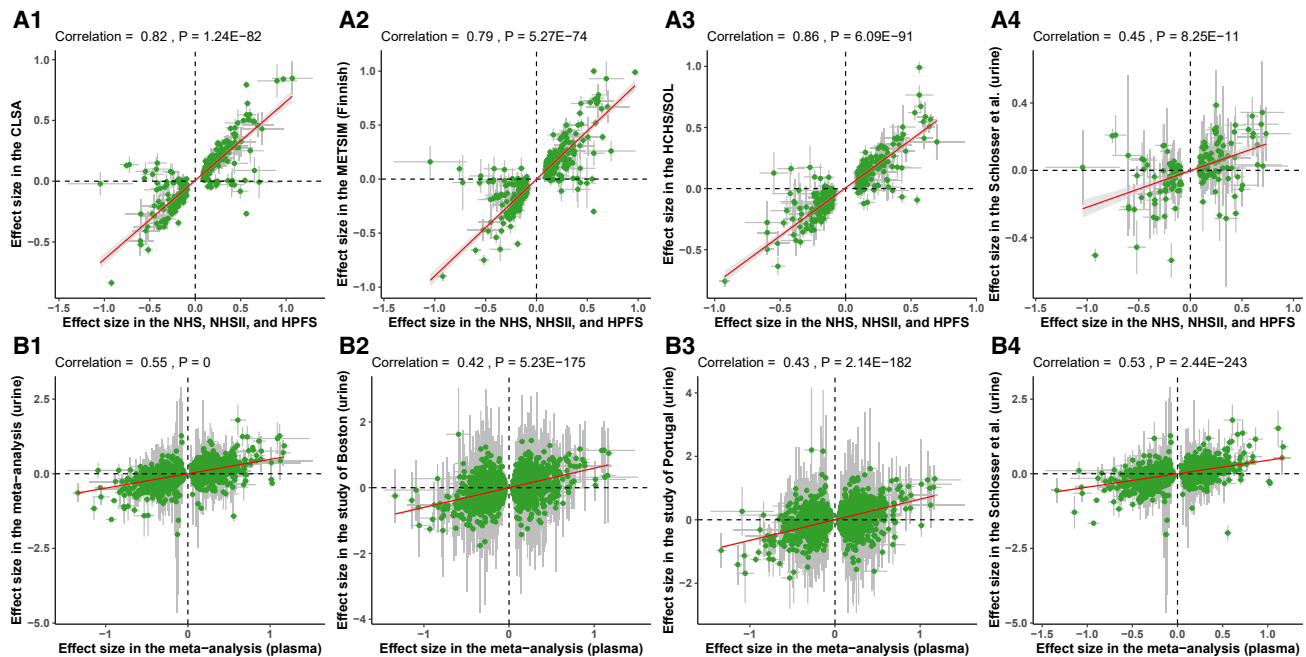 A1
Correlation = 0.82 , P = 1.24E−82
Effect size in the CLSA
1.0
0.5
0.0
−0.5
−1.5
−1.0
−0.5
0.0
0.5
1.0
Effect size in the NHS, NHSII, and HPFS
A2
Correlation = 0.79 , P = 5.27E−74
Effect size in the METSIM (Finnish)
1.0
0.5
0.0
−0.5
−1.0
−1.0
−0.5
0.0
0.5
1.0
Effect size in the NHS, NHSII, and HPFS
A3
Correlation = 0.86 , P = 6.09E−91
Effect size in the HCHS/SOL
1.0
0.5
0.0
−0.5
−1.0
−0.5
0.0
0.5
1.0
Effect size in the NHS, NHSII, and HPFS
A4
Correlation = 0.45 , P = 8.25E−11
Effect size in the Schlosser et al. (urine)
0.4
0.0
−0.4
−1.5
−1.0
−0.5
0.0
0.5
1.0
Effect size in the NHS, NHSII, and HPFS
B1
Correlation = 0.55 , P = 0
Effect size in the meta−analysis (urine)
2.5
0.0
−2.5
−5.0
−1
0
1
Effect size in the meta−analysis (plasma)
B2
Correlation = 0.42 , P = 5.23E−175
Effect size in the study of Boston (urine)
2
0
−2
−4
−1
0
1
Effect size in the meta−analysis (plasma)
B3
Correlation = 0.43 , P = 2.14E−182
Effect size in the study of Portugal (urine)
4
2
0
−2
−1
0
1
Effect size in the meta−analysis (plasma)
B4
Correlation = 0.53 , P = 2.44E−243
Effect size in the Schlosser et al. (urine)
2.5
0.0
−2.5
−5.0
−1.5
−1.0
−0.5
0.0
0.5
1.0
1.5
Effect size in the meta−analysis (plasma)